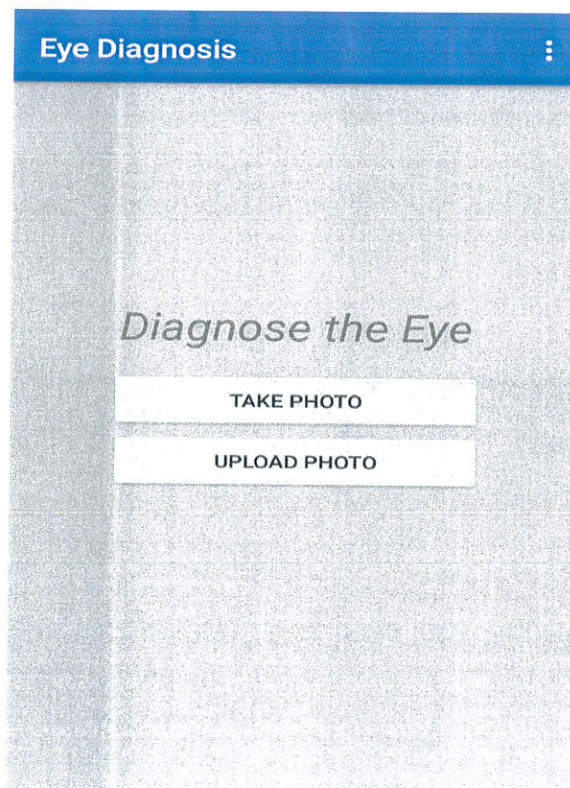 Eye Diagnosis
Diagnose the Eye
TAKE PHOTO
UPLOAD PHOTO